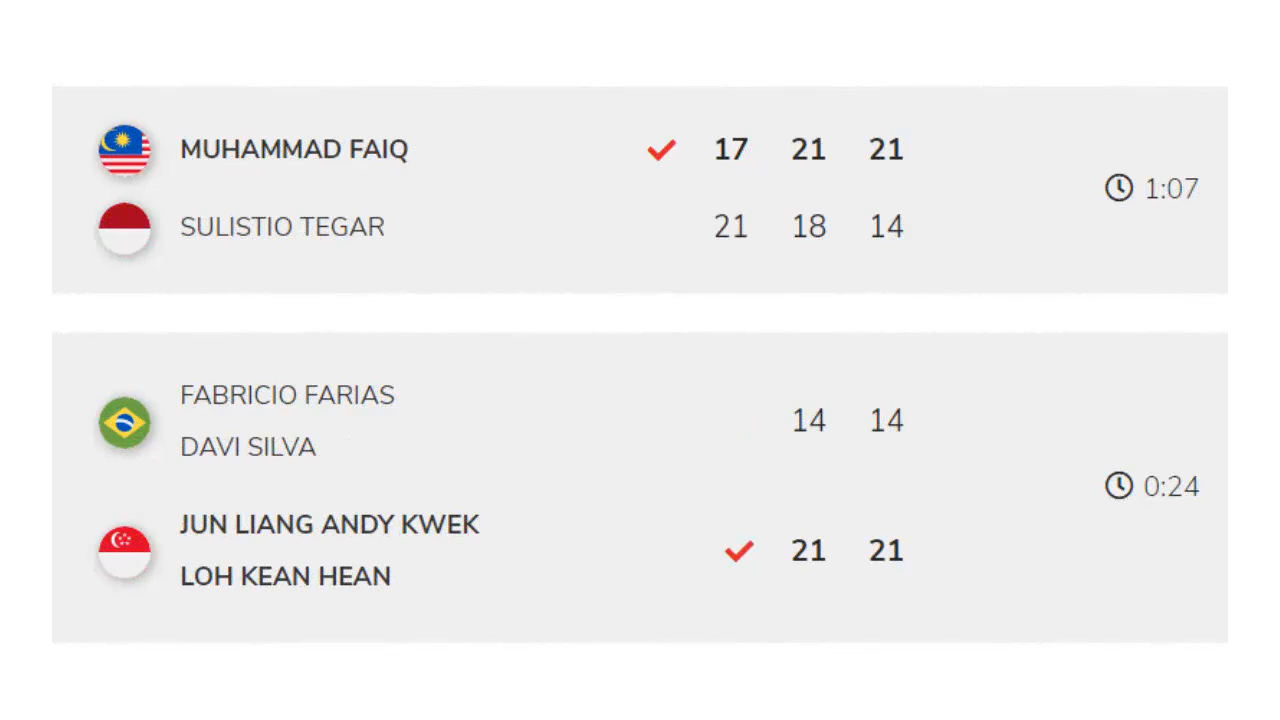 MUHAMMAD FAIQ 17 21 21
1:07
SULISTIO TEGAR 21 18 14
FABRICIO FARIAS
14 14
DAVI SILVA
0:24
JUN LIANG ANDY KWEK
21 21
LOH KEAN HEAN